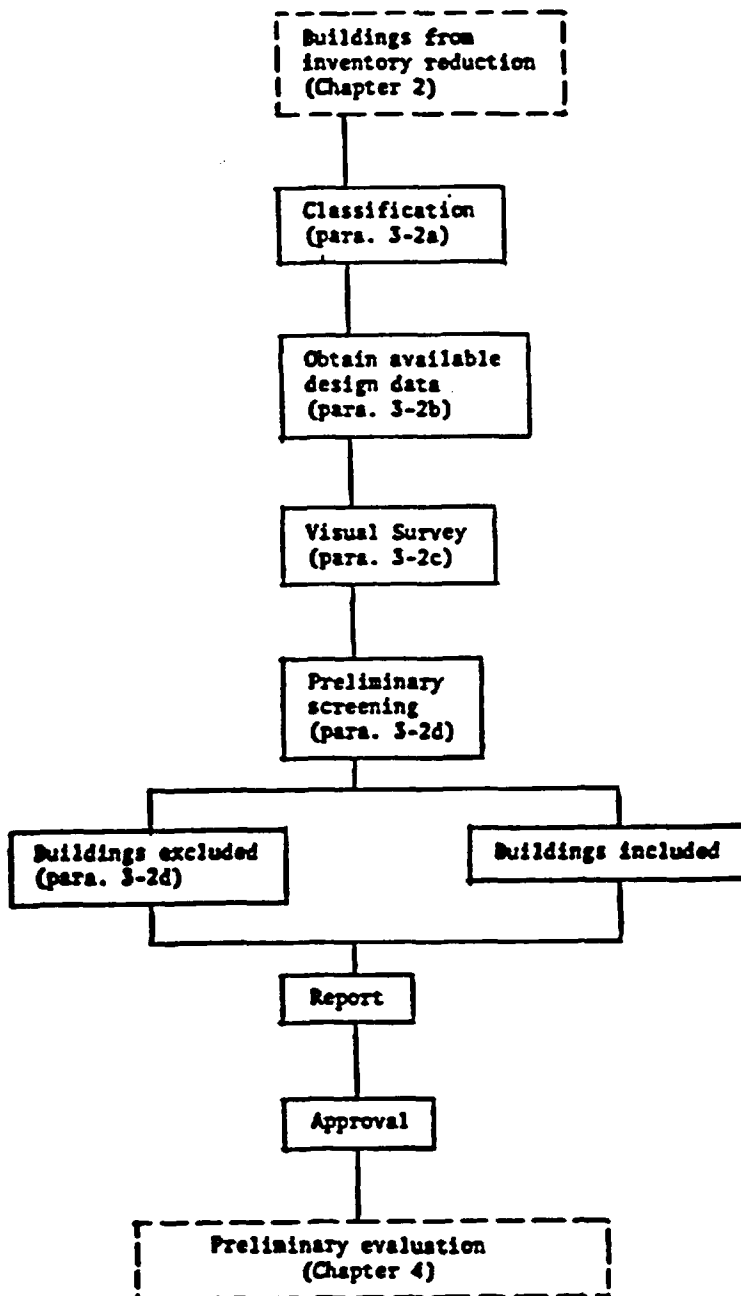 Buildings from
inventory reduction
(Chapter 2)
Classification
(para. 3-2a)
Obtain available
design data
(para. 3-2b)
Visual Survey
(para. 3-2c)
Preliminary
screening
(para. 3-2d)
Buildings excluded
(para. 3-2d)
Buildings included
Report
Approval
Preliminary evaluation
(Chapter 4)